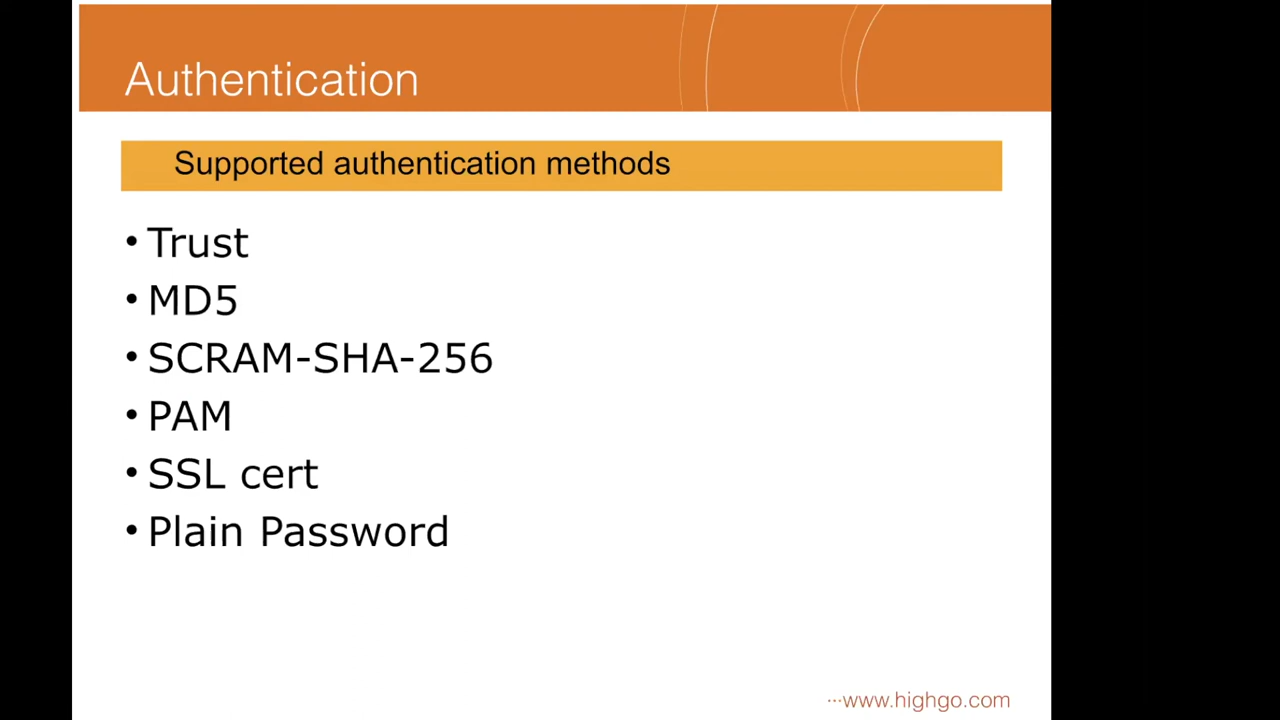 Authentication
Supported authentication methods
• Trust
• MD5
• SCRAM-SHA-256
• PAM
• SSL cert
• Plain Password
···www.highgo.com